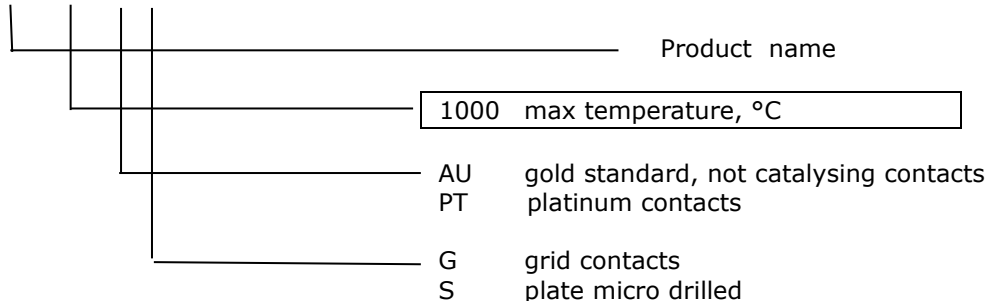 Product name
1000 max temperature, °C
AU gold standard, not catalysing contacts
PT platinum contacts
G grid contacts
S plate micro drilled